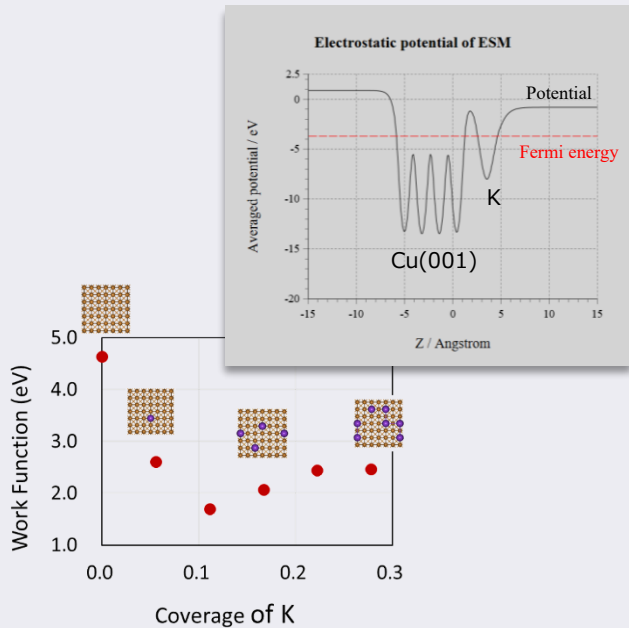 Electrostatic potential of ESM
Averaged potential / eV
2.5
0
-5
-10
-15
-20
Potential
Fermi energy
K
Cu(001)
-15 -10 -5 0 5 10 15
Z / Angstrom
Work Function (eV)
5.0
4.0
3.0
2.0
1.0
0.0 0.1 0.2 0.3
Coverage of K